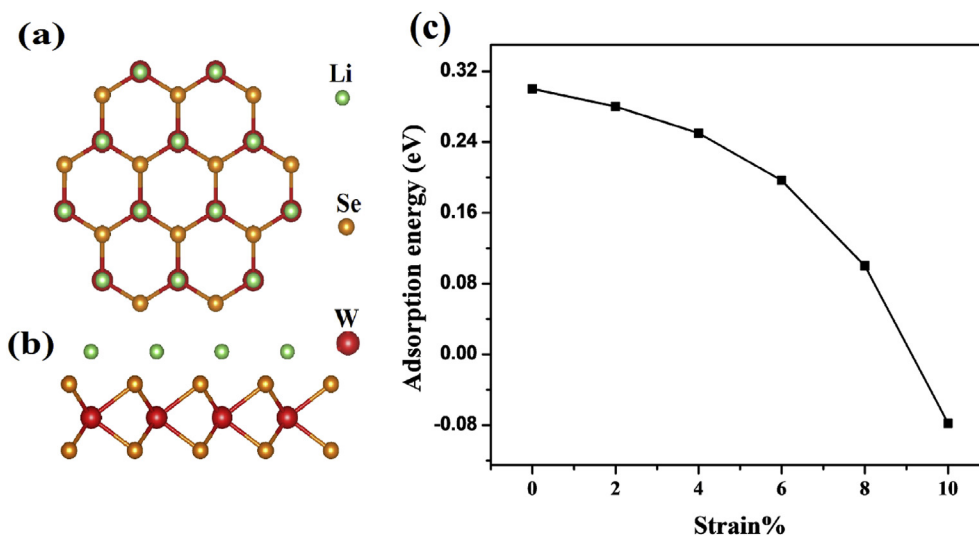 (a)
Li
Se
W
(b)
(c)
Adsorption energy (eV)
0.32
0.24
0.16
0.08
0.00
-0.08
0 2 4 6 8 10
Strain%